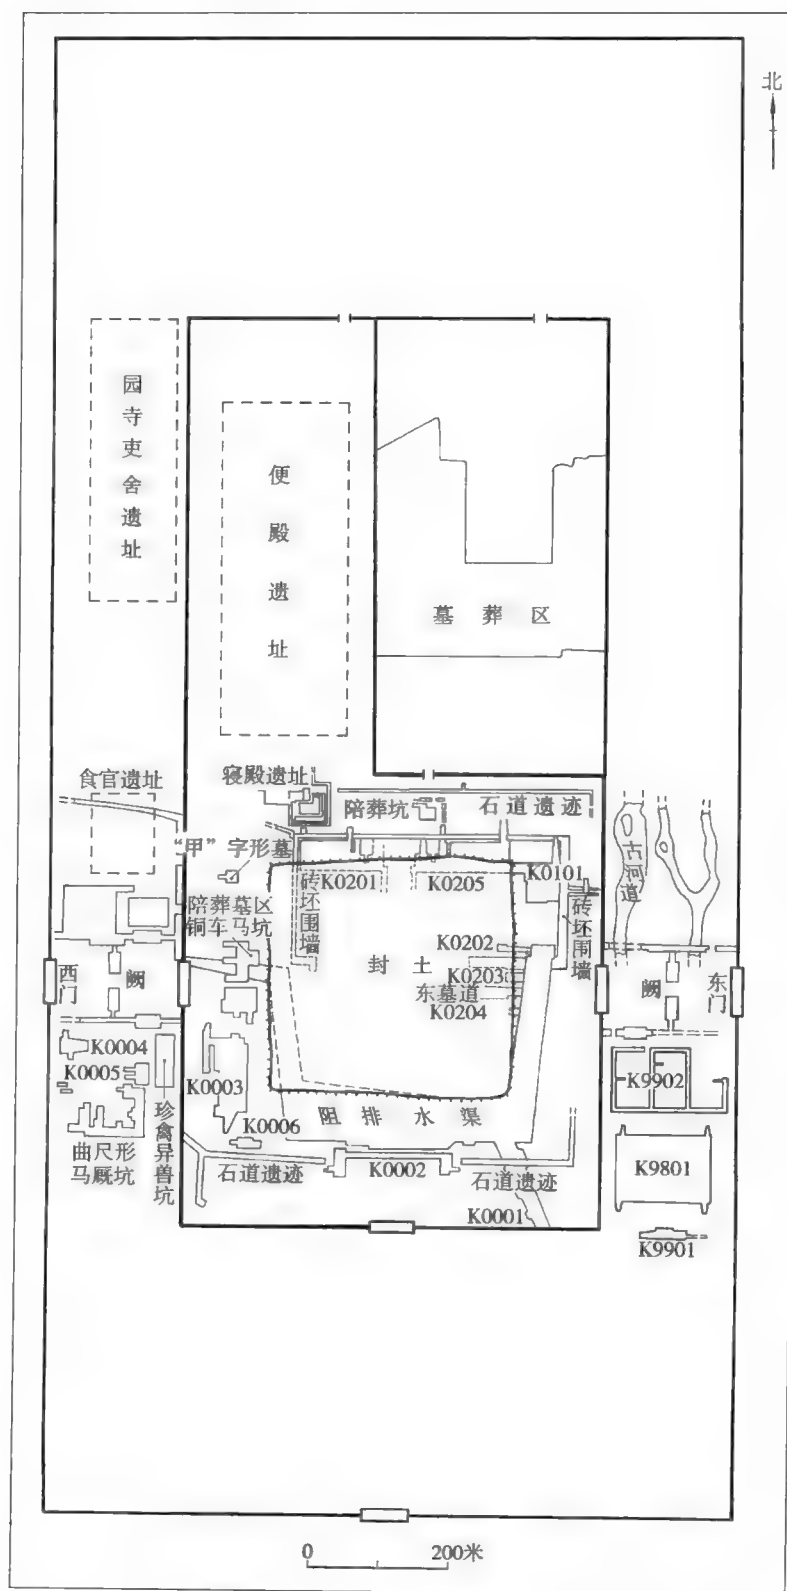 北
园寺吏舍遗址
便殿遗址
墓葬区
食官遗址
寝殿遗址
陪葬坑
石道遗迹
“甲”字形墓
古河道
K0201
K0205
K0101
陪葬墓区
铜车马坑
砖坯围墙
砖坯围墙
K0202
封土
K0203
西门
阙
东墓道
阙
东门
K0204
K0004
K0005
K0003
K9902
珍禽异兽坑
阻排水渠
K0006
曲尺形
马厩坑
石道遗迹
K0002
石道遗迹
K9801
K0001
K9901
0
200米